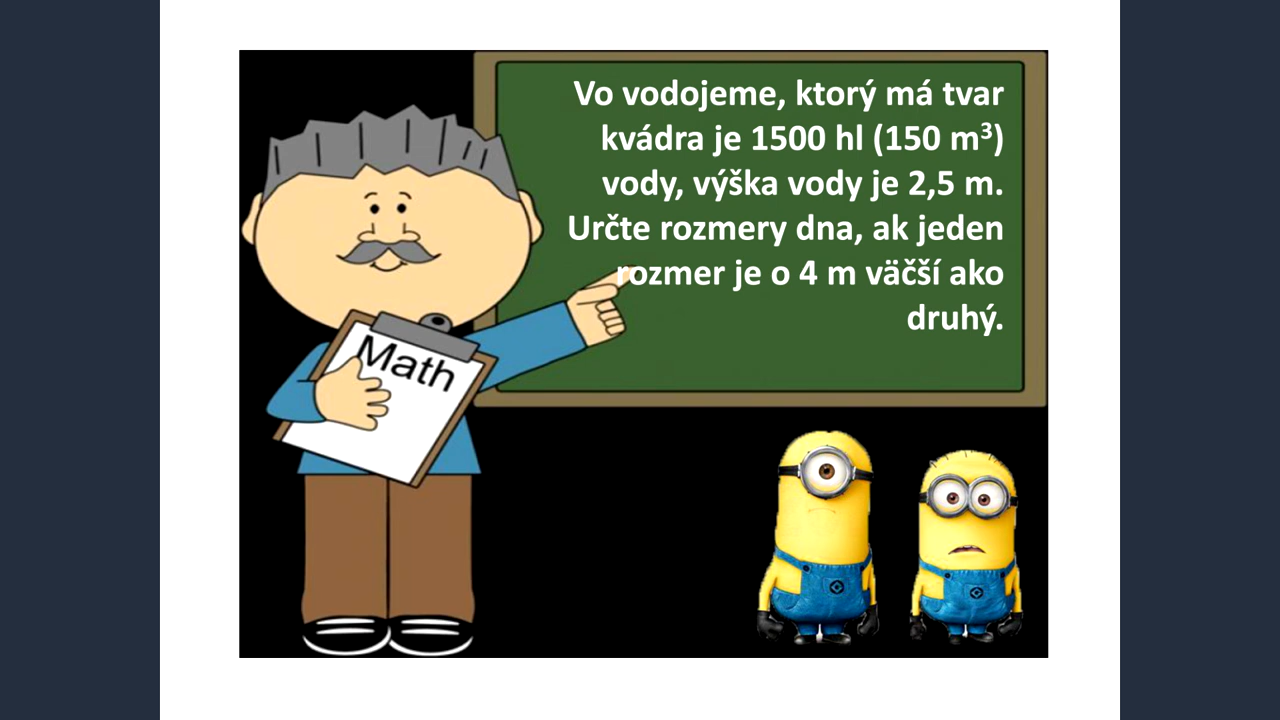 Vo vodojeme, ktorý má tvar
kvádra je 1500 hl (150 m³)
vody, výška vody je 2,5 m.
Určte rozmery dna, ak jeden
rozmer je o 4 m väčší ako
druhý.
Math